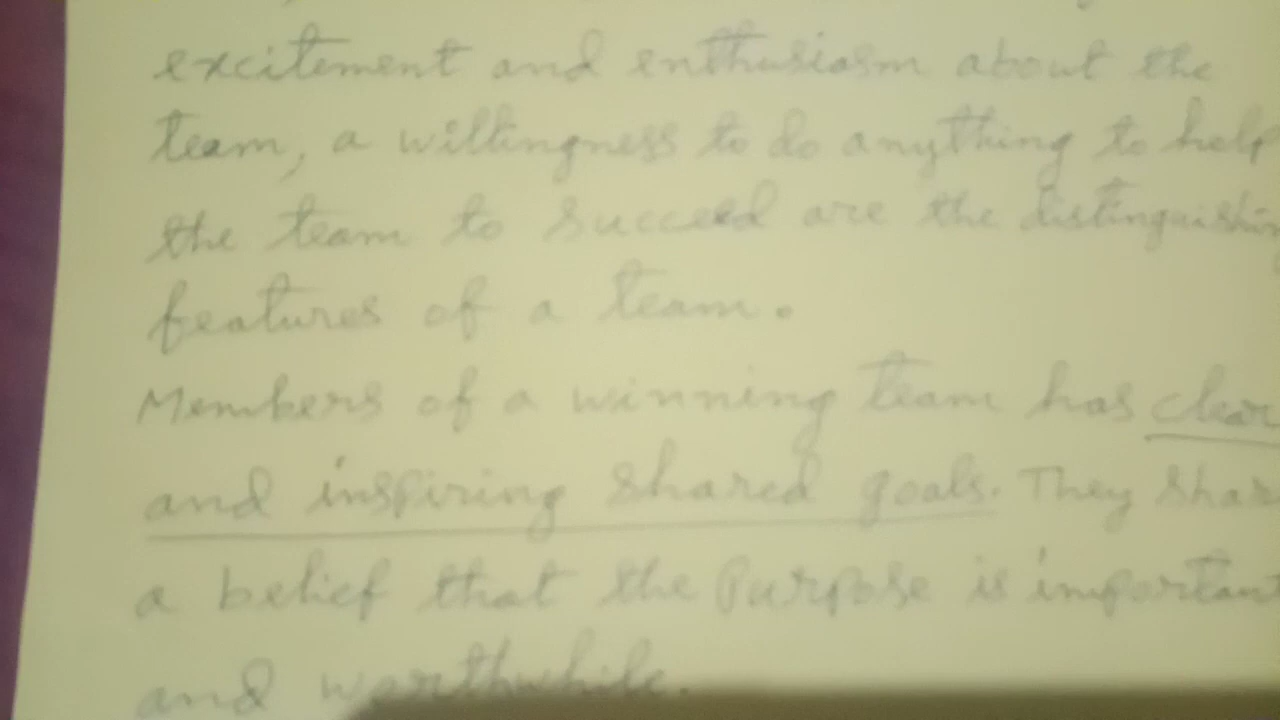 excitement and enthusiasm about the
team, a willingness to do anything to help
the team to succeed are the distinguishing
features of a team.
Members of a winning team has clear
and inspiring shared goals. They share
a belief that the Purpose is important
and worthwhile.